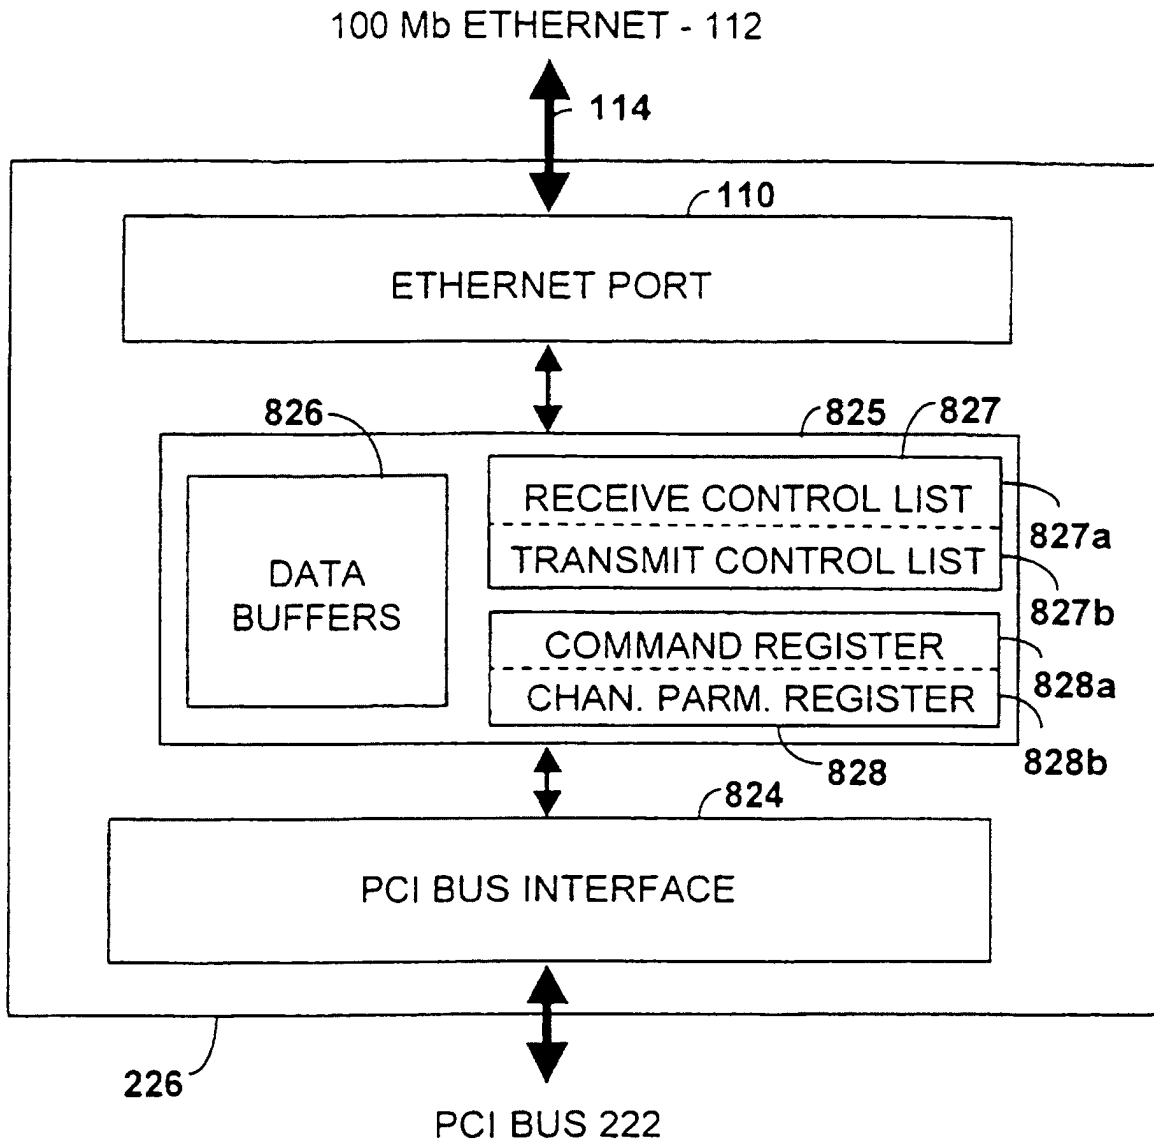 100 Mb ETHERNET - 112
114
110
ETHERNET PORT
826
825
827
RECEIVE CONTROL LIST
827a
TRANSMIT CONTROL LIST
827b
DATA
BUFFERS
COMMAND REGISTER
828a
CHAN. PARM. REGISTER
828b
828
824
PCI BUS INTERFACE
226
PCI BUS 222